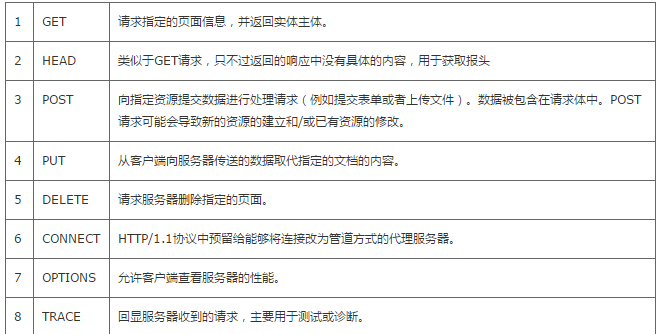 1 GET 请求指定的页面信息，并返回实体主体。
2 HEAD 类似于GET请求，只不过返回的响应中没有具体的内容，用于获取报头
3 POST 向指定资源提交数据进行处理请求（例如提交表单或者上传文件）。数据被包含在请求体中。POST
请求可能会导致新的资源的建立和/或已有资源的修改。
4 PUT 从客户端向服务器传送的数据取代指定的文档的内容。
5 DELETE 请求服务器删除指定的页面。
6 CONNECT HTTP/1.1协议中预留给能够将连接改为管道方式的代理服务器。
7 OPTIONS 允许客户端查看服务器的性能。
8 TRACE 回显服务器收到的请求，主要用于测试或诊断。